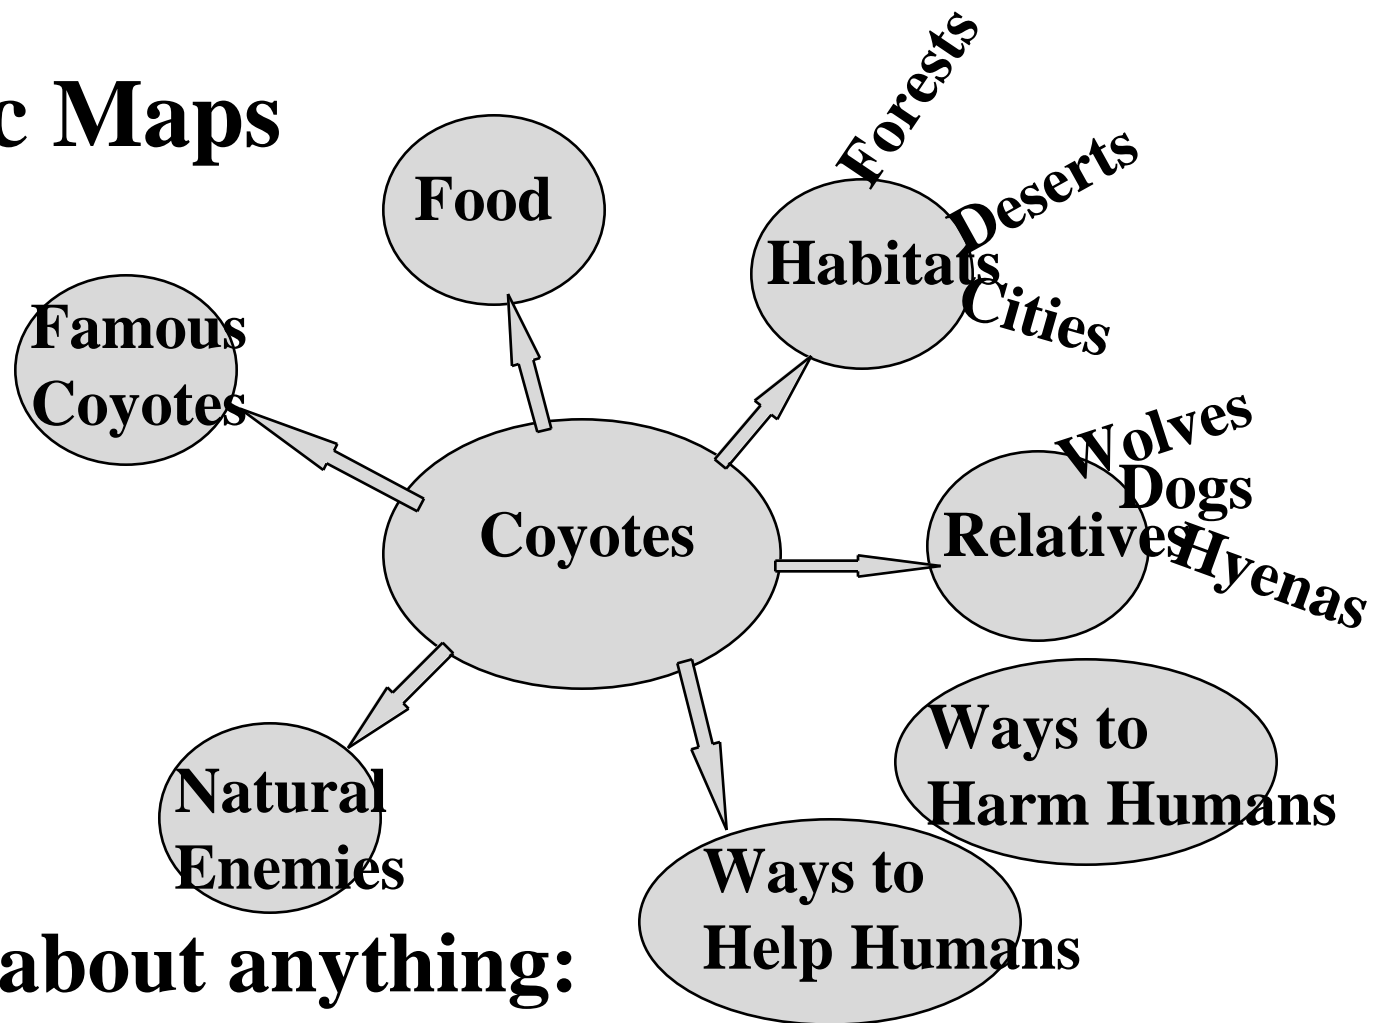 c Maps
Forests
Deserts
Food
Habitats
Cities
Famous
Coyotes
Wolves
Dogs
Coyotes
Relatives
Hyenas
Ways to
Harm Humans
Natural
Enemies
Ways to
Help Humans
about anything: